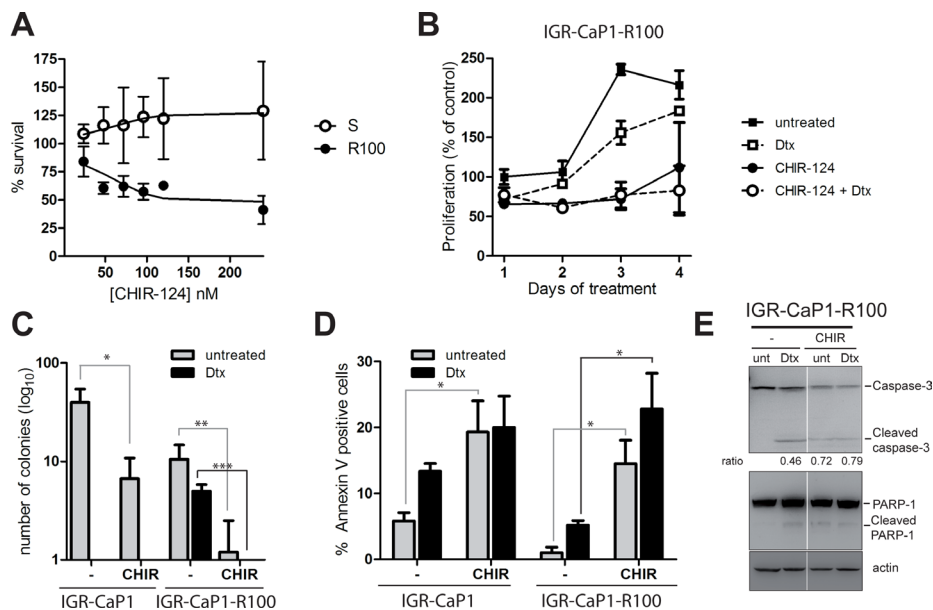 A
% survival
175
150
125
100
75
50
25
0
50 100 150 200
[CHIR-124] nM
S
R100
B
IGR-CaP1-R100
Proliferation (% of control)
250
200
150
100
50
0
1 2 3 4
Days of treatment
untreated
Dtx
CHIR-124
CHIR-124 + Dtx
C
number of colonies (log10)
100
10
1
untreated
Dtx
*
**
***
- CHIR - CHIR
IGR-CaP1 IGR-CaP1-R100
D
% Annexin V positive cells
30
20
10
0
untreated
Dtx
*
*
*
- CHIR - CHIR
IGR-CaP1 IGR-CaP1-R100
E
IGR-CaP1-R100
- CHIR
unt Dtx unt Dtx
Caspase-3
Cleaved
caspase-3
ratio 0.46 0.72 0.79
PARP-1
Cleaved
PARP-1
actin